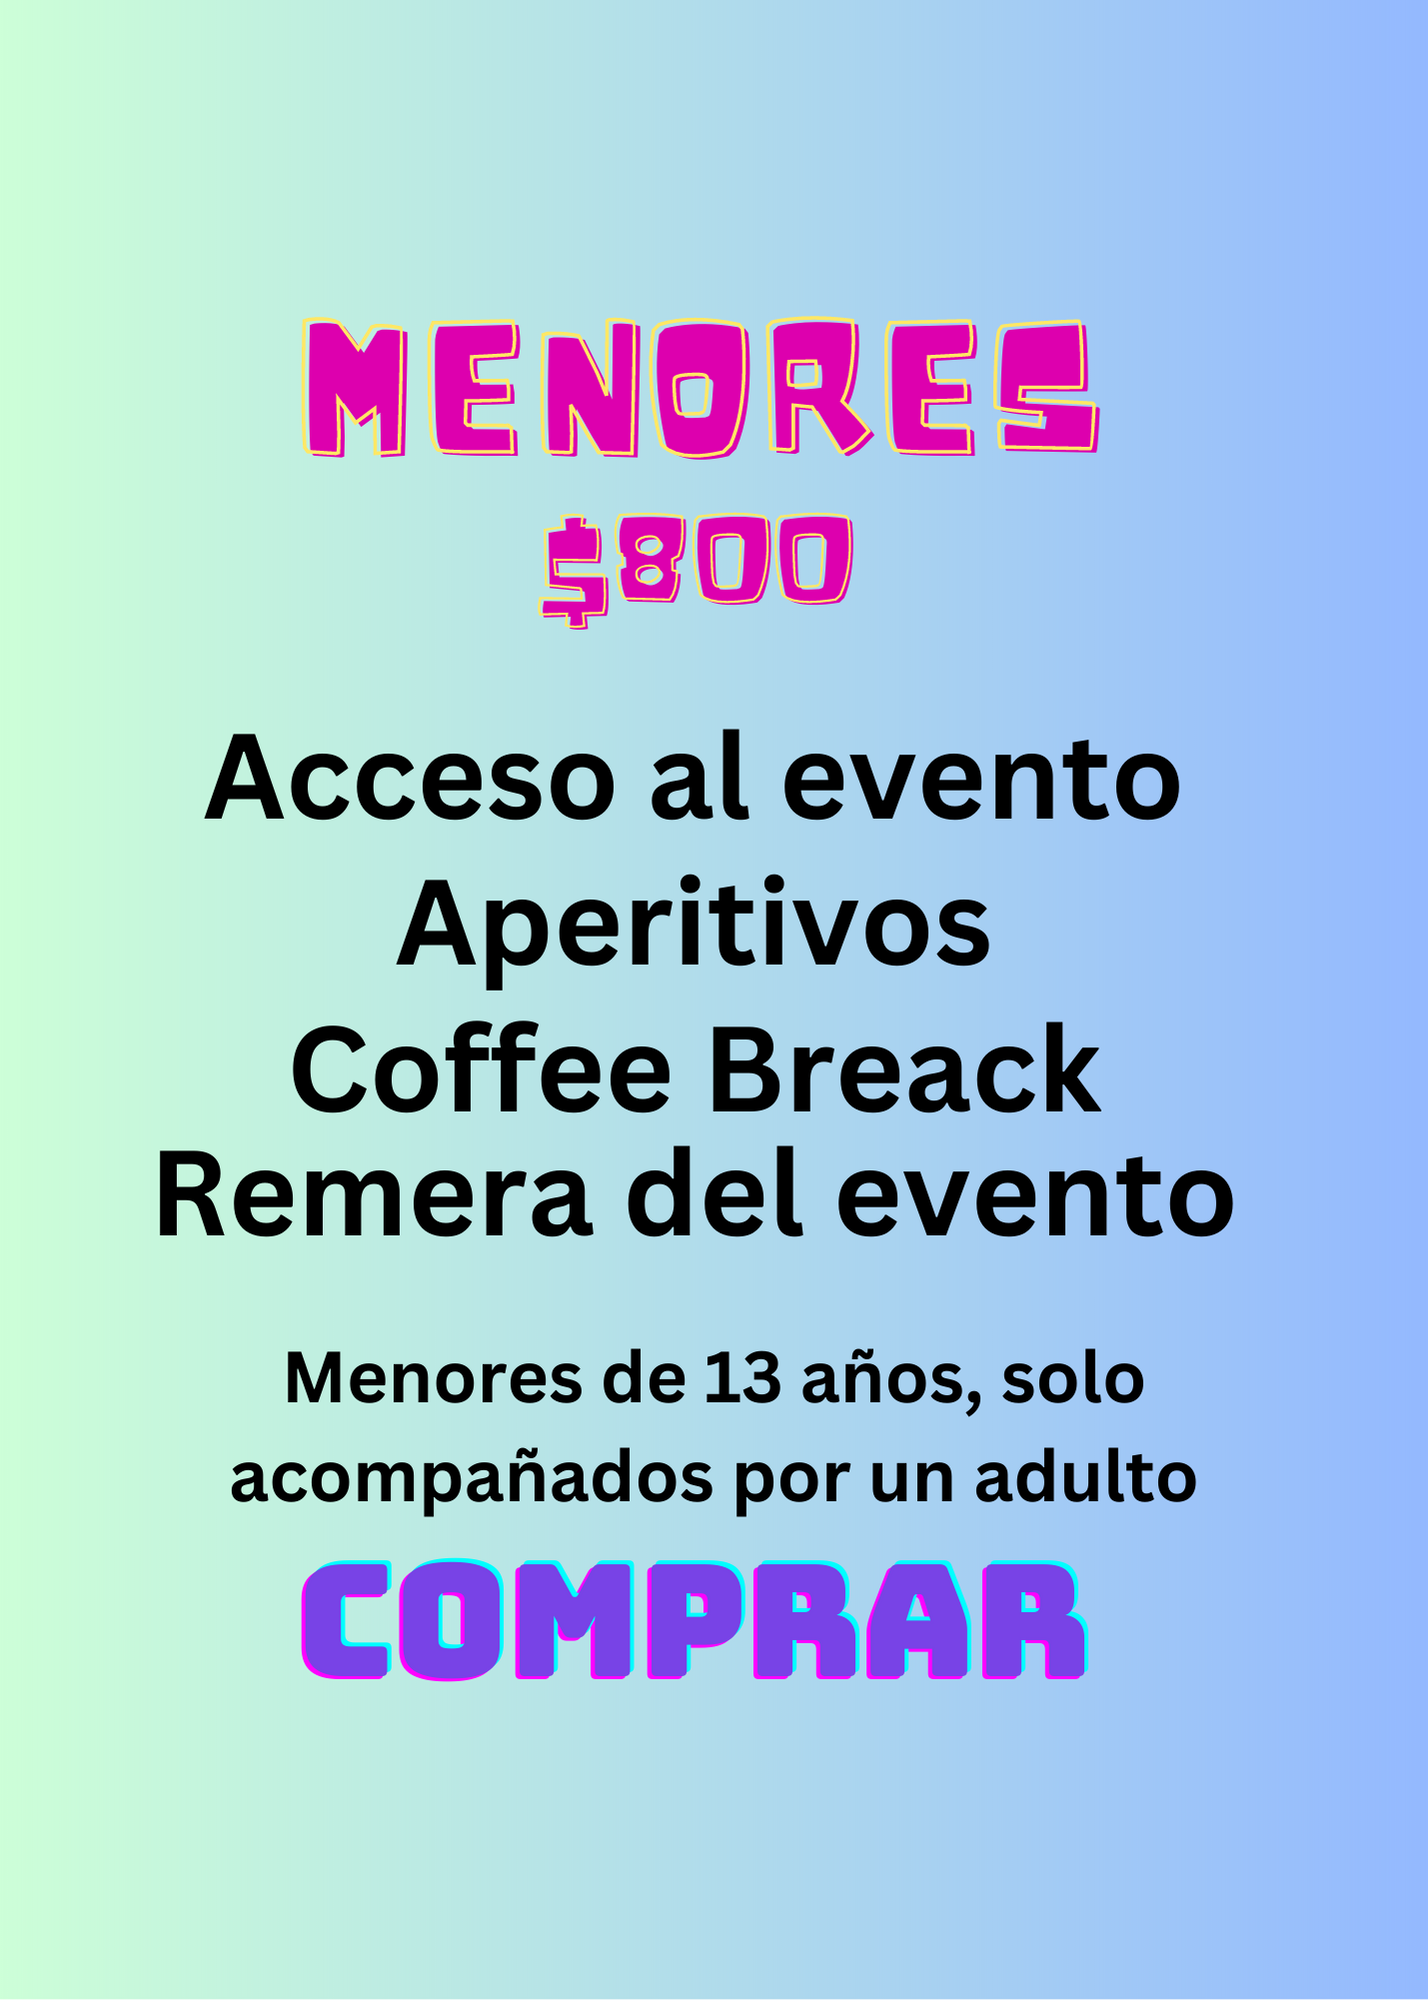 MENORES
$800
Acceso al evento
Aperitivos
Coffee Breack
Remera del evento
Menores de 13 años, solo
acompañados por un adulto
COMPRAR